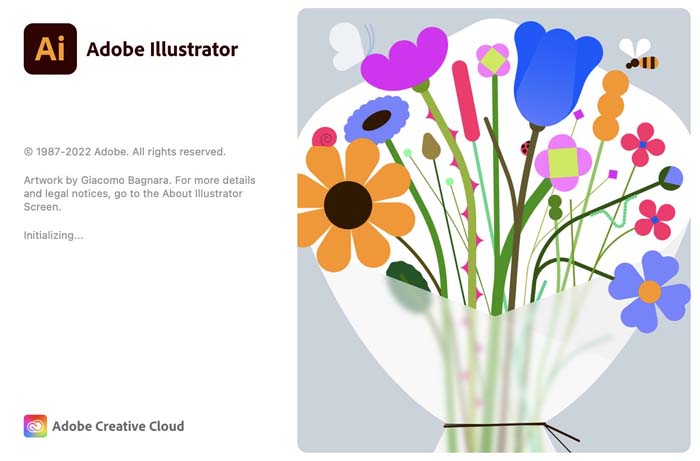 Ai
Adobe Illustrator
© 1987-2022 Adobe. All rights reserved.
Artwork by Giacomo Bagnara. For more details
and legal notices, go to the About Illustrator
Screen.
Initializing...
Adobe Creative Cloud